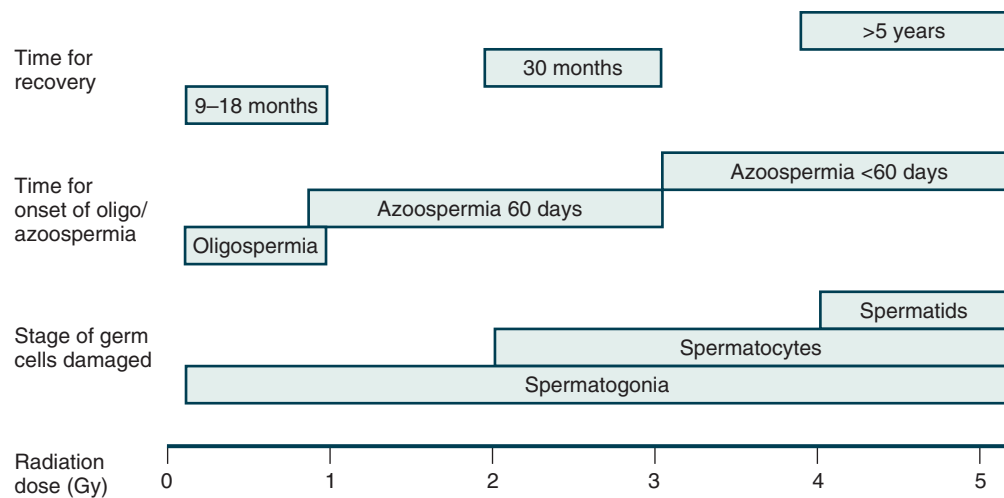 >5 years
Time for
recovery
30 months
9–18 months
Time for
onset of oligo/
azoospermia
Azoospermia <60 days
Azoospermia 60 days
Oligospermia
Stage of germ
cells damaged
Spermatids
Spermatocytes
Spermatogonia
Radiation
dose (Gy)
0 1 2 3 4 5